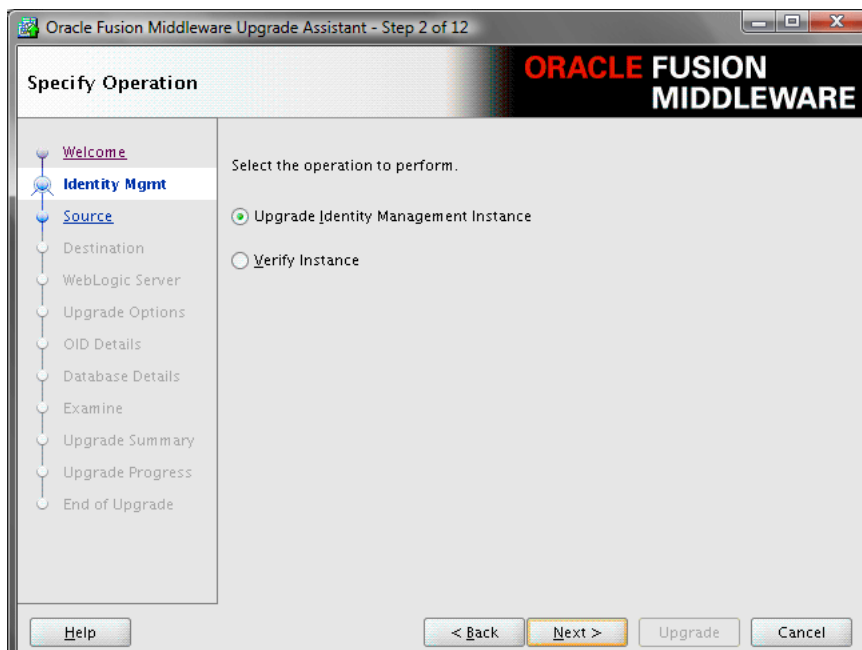 Oracle Fusion Middleware Upgrade Assistant - Step 2 of 12
Specify Operation
ORACLE FUSION
MIDDLEWARE
Welcome
Identity Mgmt
Source
Destination
WebLogic Server
Upgrade Options
OID Details
Database Details
Examine
Upgrade Summary
Upgrade Progress
End of Upgrade
Select the operation to perform.
Upgrade Identity Management Instance
Verify Instance
Help
< Back
Next >
Upgrade
Cancel